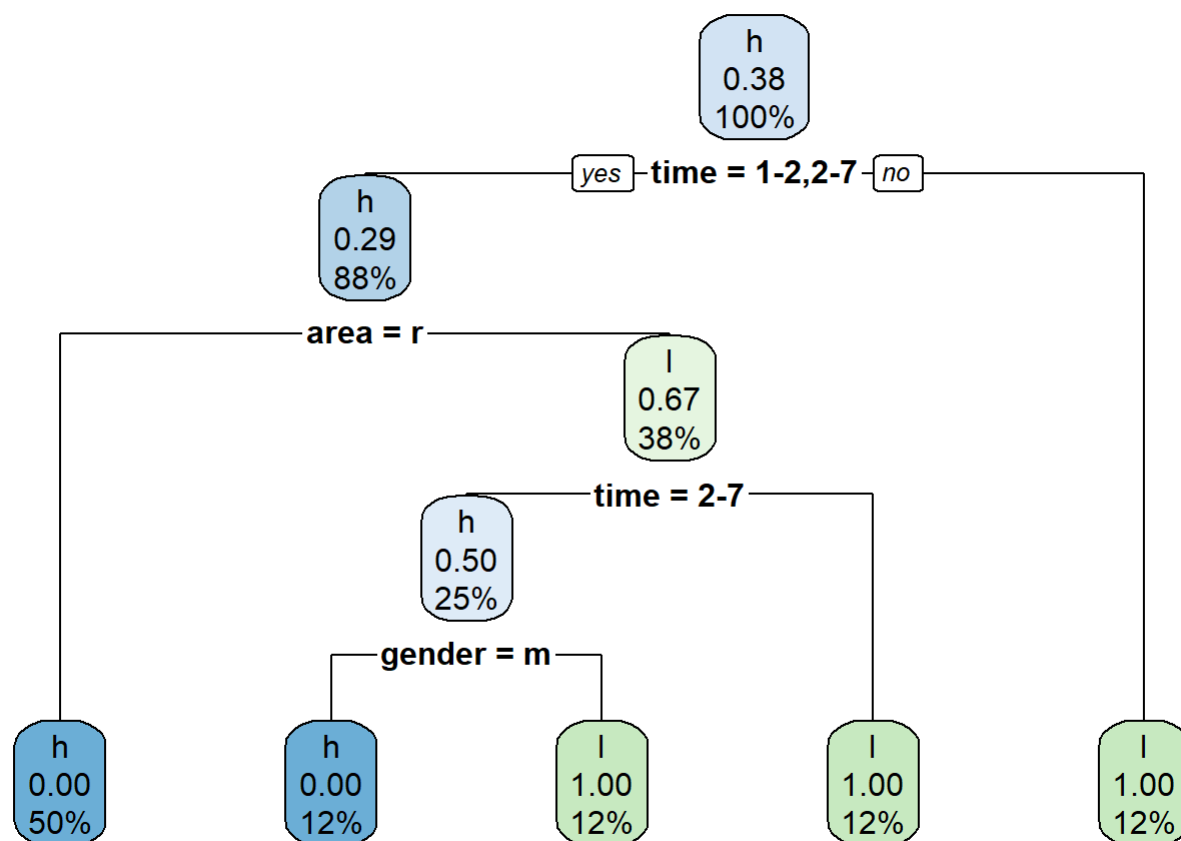 h
0.38
100%
yes time = 1-2,2-7 no
h
0.29
88%
area = r
l
0.67
38%
time = 2-7
h
0.50
25%
gender = m
h
0.00
50%
h
0.00
12%
l
1.00
12%
l
1.00
12%
l
1.00
12%